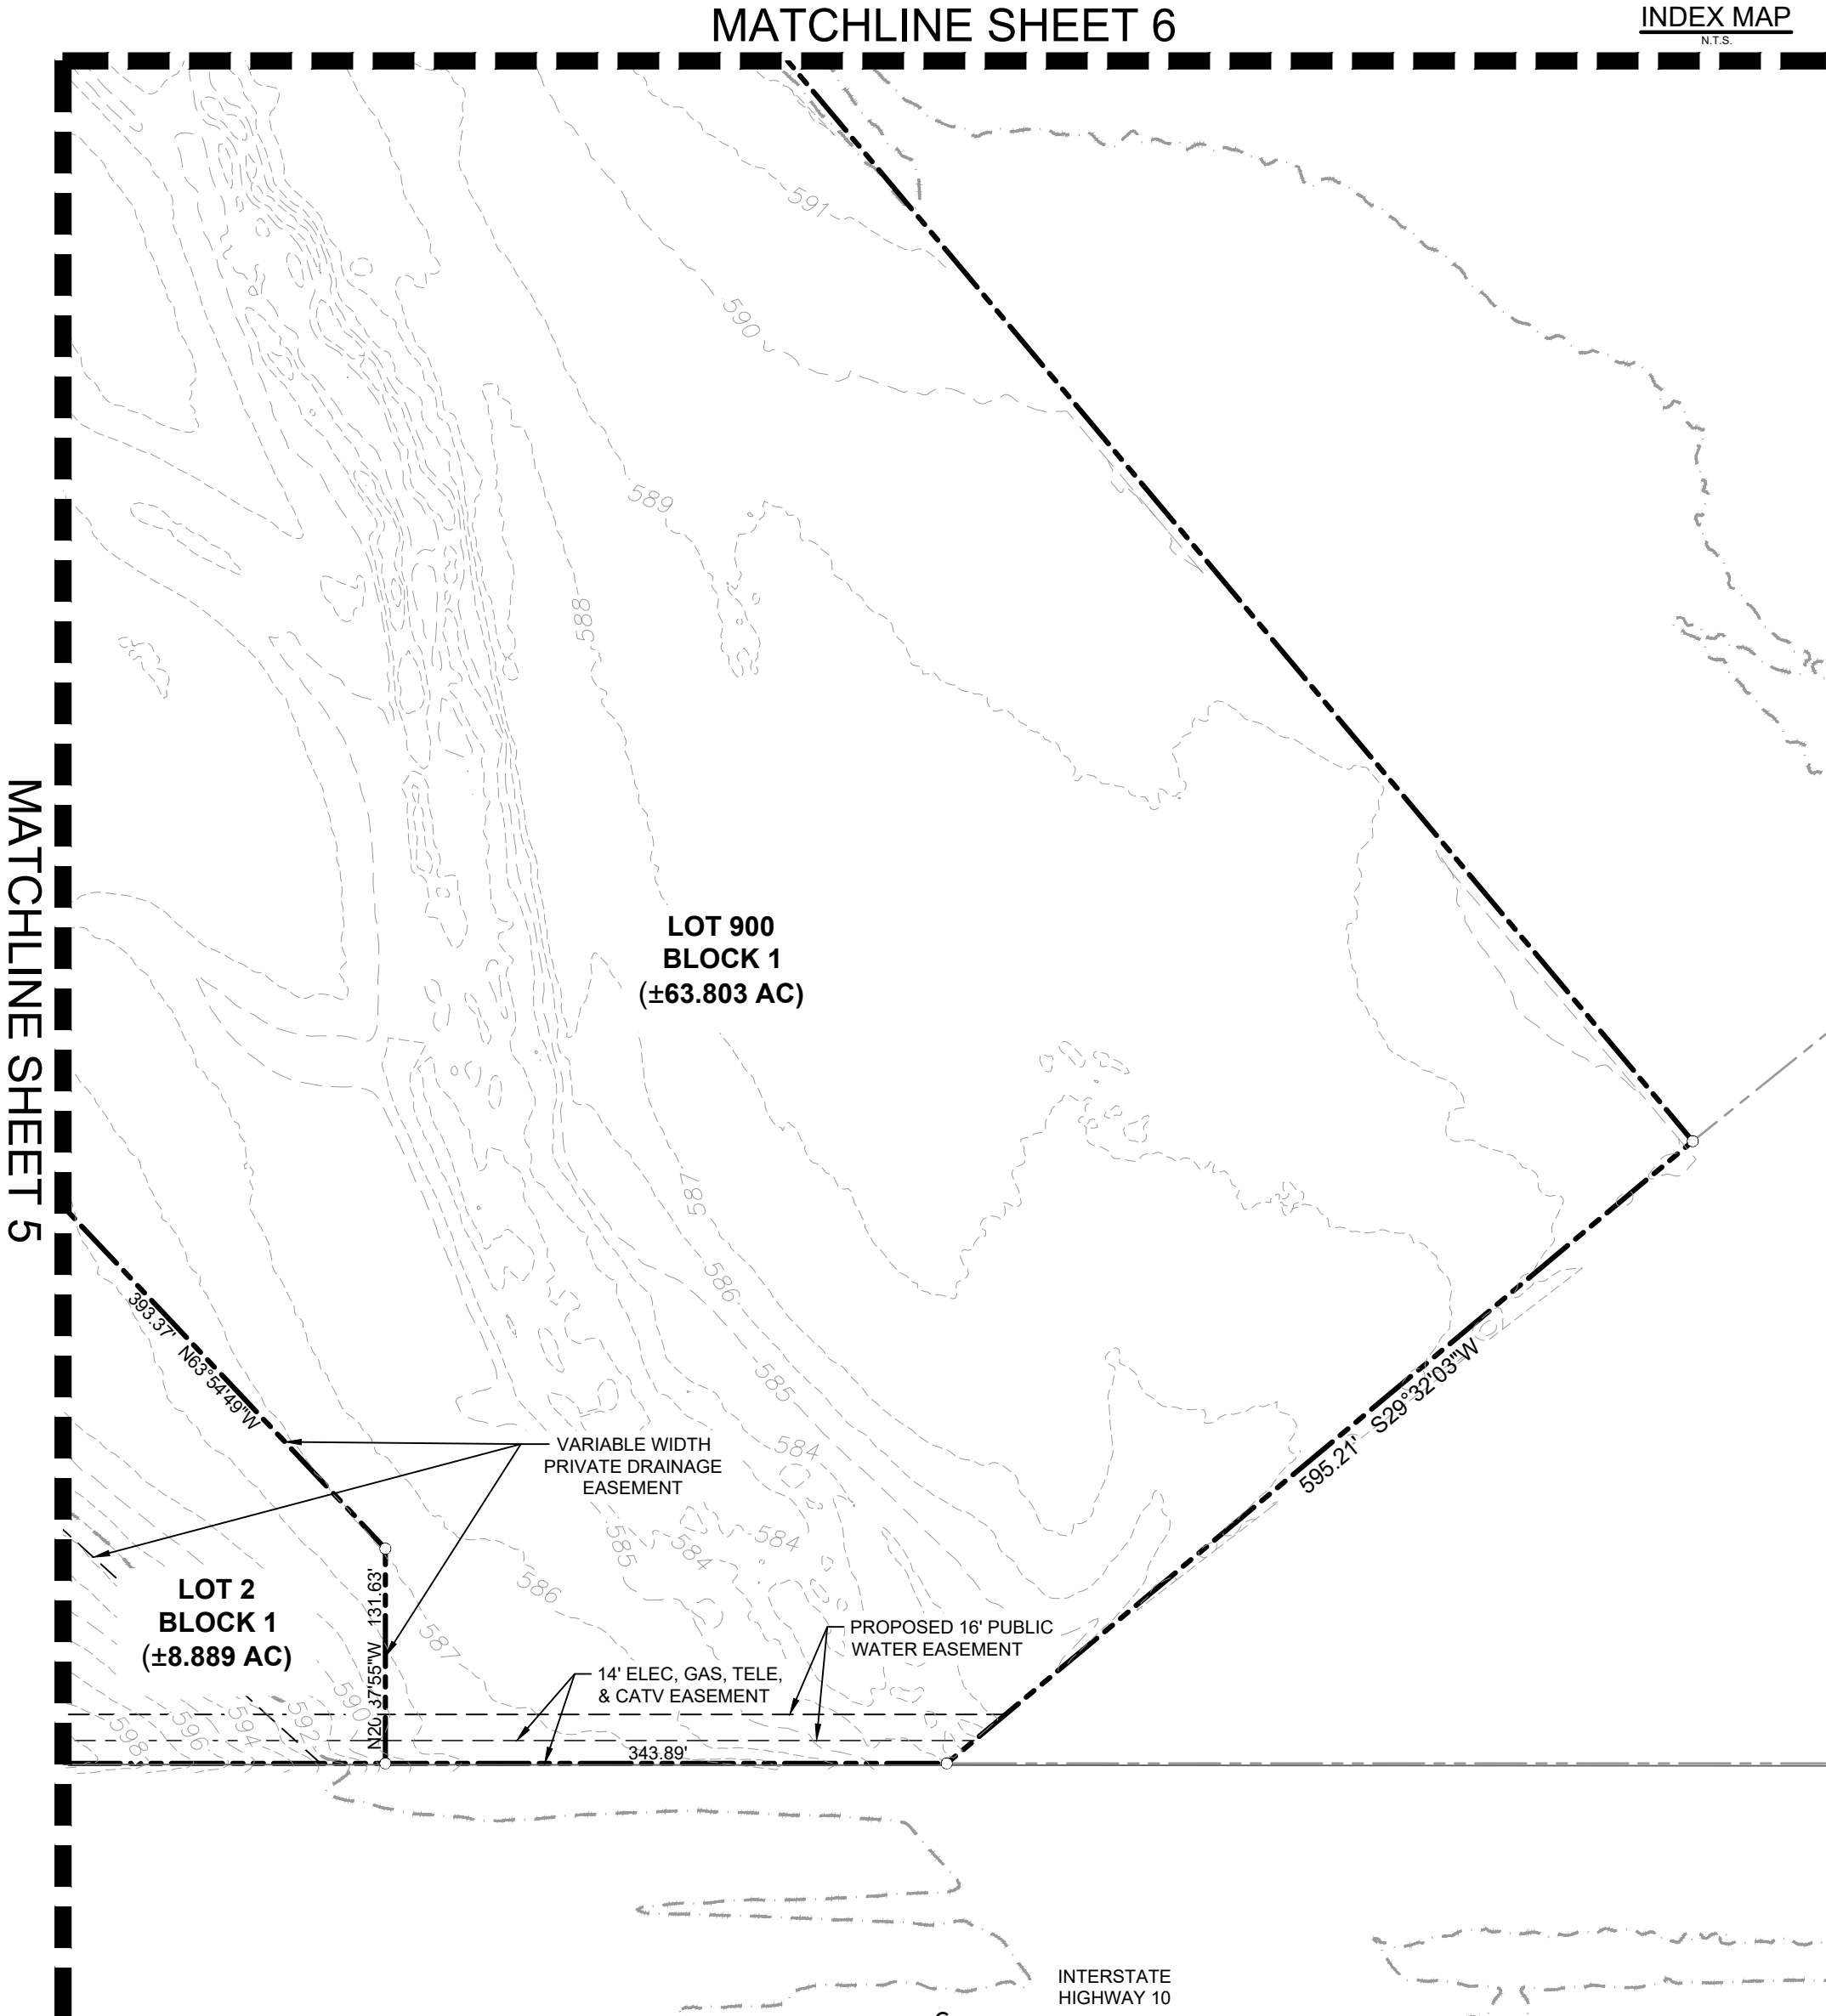 MATCHLINE SHEET 6
INDEX MAP
N.T.S.
591
590
589
588
MATCHLINE SHEET 5
LOT 900
BLOCK 1
(±63.803 AC)
587
586
585
393.37' N63°54'49"W
595.21' S29°32'03"W
VARIABLE WIDTH
PRIVATE DRAINAGE
EASEMENT
584
584
584
585
586
587
LOT 2
BLOCK 1
(±8.889 AC)
131.63'
PROPOSED 16' PUBLIC
WATER EASEMENT
14' ELEC, GAS, TELE,
& CATV EASEMENT
598
596
594
592
590
343.89'
INTERSTATE
HIGHWAY 10